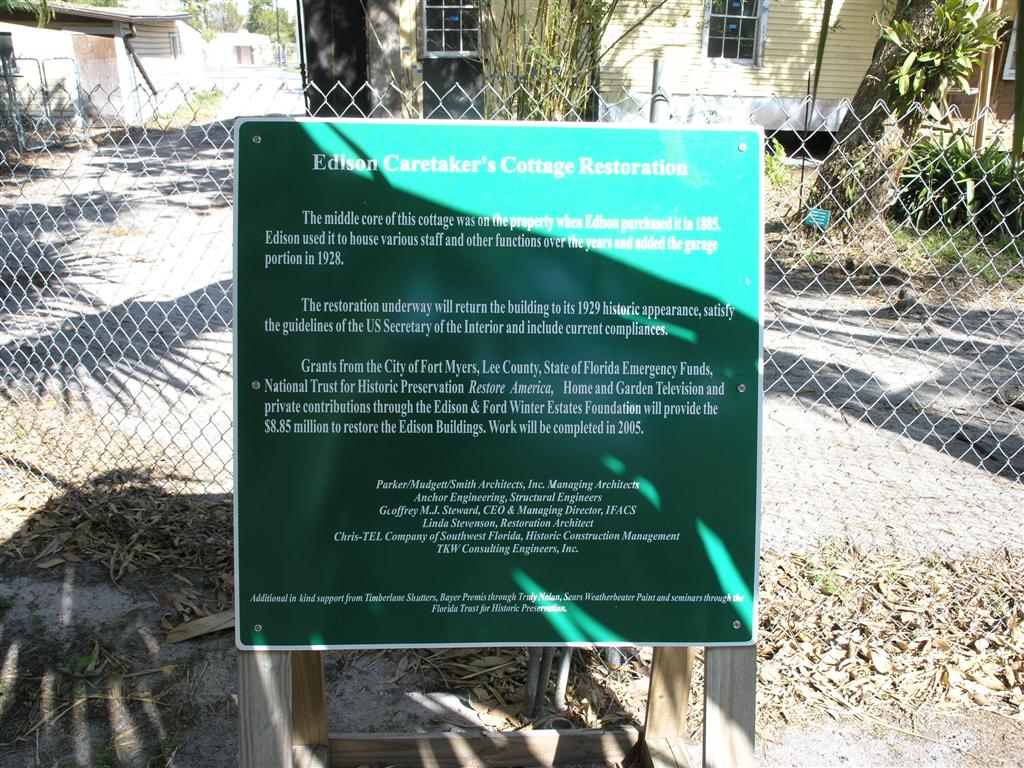 Edison Caretaker's Cottage Restoration
The middle core of this cottage was on the property when Edison purchased it in 1885.
Edison used it to house various staff and other functions over the years and added the garage
portion in 1928.
The restoration underway will return the building to its 1929 historic appearance, satisfy
the guidelines of the US Secretary of the Interior and include current compliances.
Grants from the City of Fort Myers, Lee County, State of Florida Emergency Funds,
National Trust for Historic Preservation Restore America, Home and Garden Television and
private contributions through the Edison & Ford Winter Estates Foundation will provide the
$8.85 million to restore the Edison Buildings. Work will be completed in 2005.
Parker/Mudgett/Smith Architects, Inc. Managing Architects
Anchor Engineering, Structural Engineers
Geoffrey M.J. Steward, CEO & Managing Director, IFACS
Linda Stevenson, Restoration Architect
Chris-TEL Company of Southwest Florida, Historic Construction Management
TKW Consulting Engineers, Inc.
Additional in kind support from Timberlane Shutters, Bayer Premis through Truly Nolan, Sears Weatherbeater Paint and seminars through the
Florida Trust for Historic Preservation.